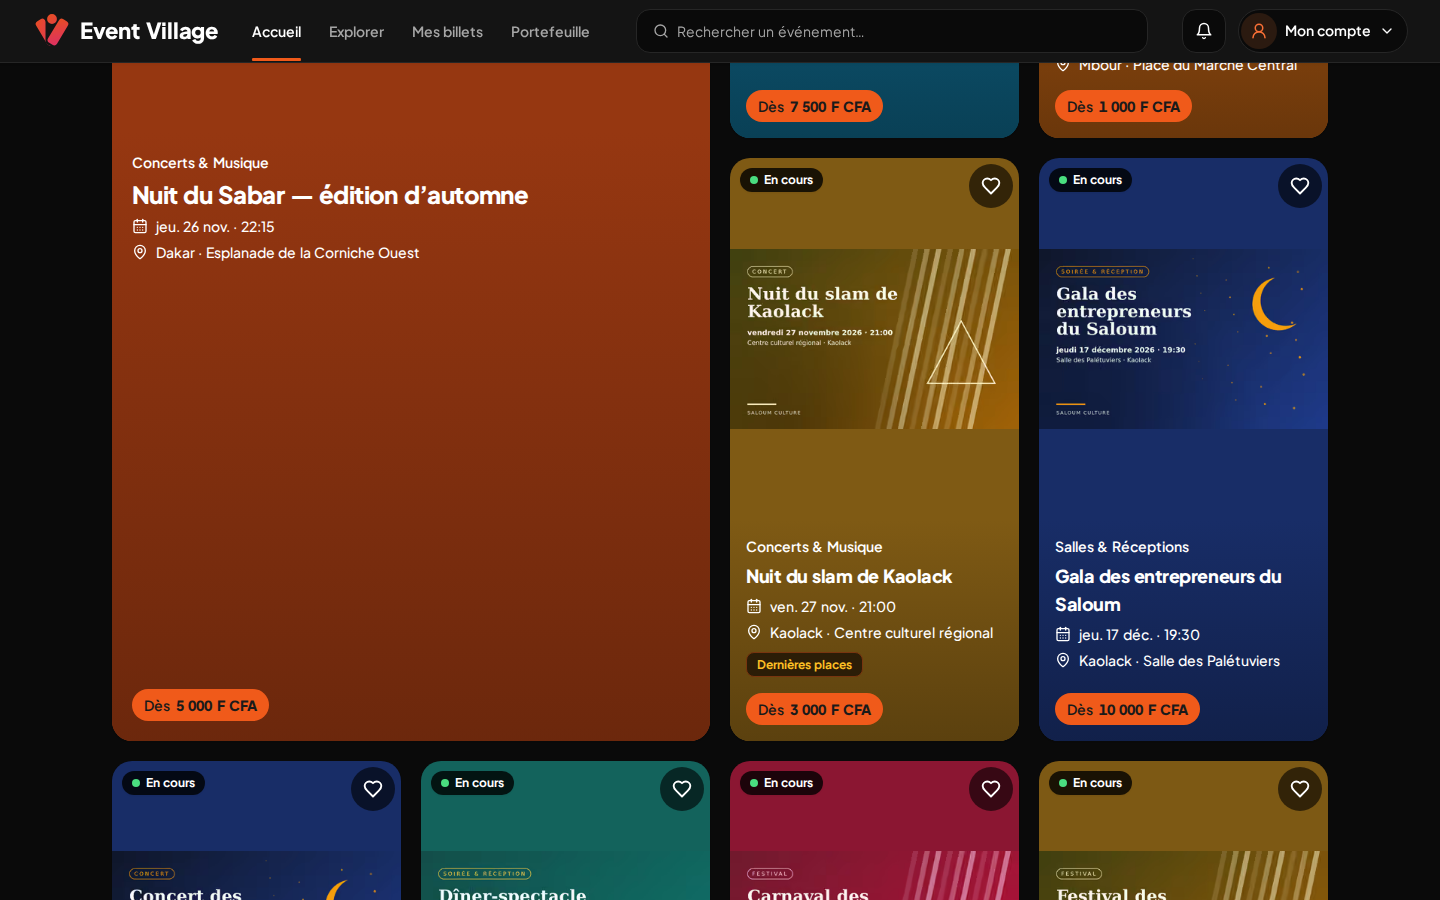 Event Village
Accueil
Explorer
Mes billets
Portefeuille
Rechercher un événement...
Mon compte
Mbour · Place du Marché Central
Dès 7 500 F CFA
Dès 1 000 F CFA
Concerts & Musique
Nuit du Sabar — édition d’automne
jeu. 26 nov. · 22:15
Dakar · Esplanade de la Corniche Ouest
Dès 5 000 F CFA
En cours
CONCERT
Nuit du slam de
Kaolack
vendredi 27 novembre 2026 · 21:00
Centre culturel régional · Kaolack
SALOUM CULTURE
Concerts & Musique
Nuit du slam de Kaolack
ven. 27 nov. · 21:00
Kaolack · Centre culturel régional
Dernières places
Dès 3 000 F CFA
En cours
SOIRÉE & RÉCEPTION
Gala des
entrepreneurs
du Saloum
jeudi 17 décembre 2026 · 19:30
Salle des Palétuviers · Kaolack
SALOUM CULTURE
Salles & Réceptions
Gala des entrepreneurs du
Saloum
jeu. 17 déc. · 19:30
Kaolack · Salle des Palétuviers
Dès 10 000 F CFA
En cours
CONCERT
Concert des
En cours
SOIRÉE & RÉCEPTION
Dîner-spectacle
En cours
FESTIVAL
Carnaval des
En cours
FESTIVAL
Festival des